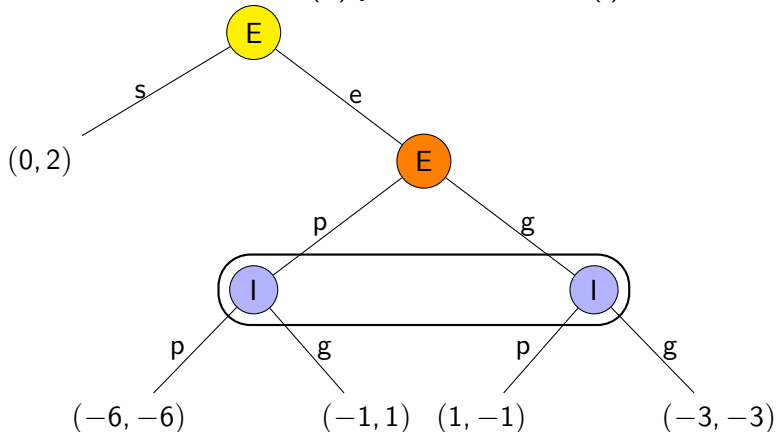 E
s
e
(0, 2)
E
p
g
I
I
p
g
p
g
(−6, −6)
(−1, 1)
(1, −1)
(−3, −3)